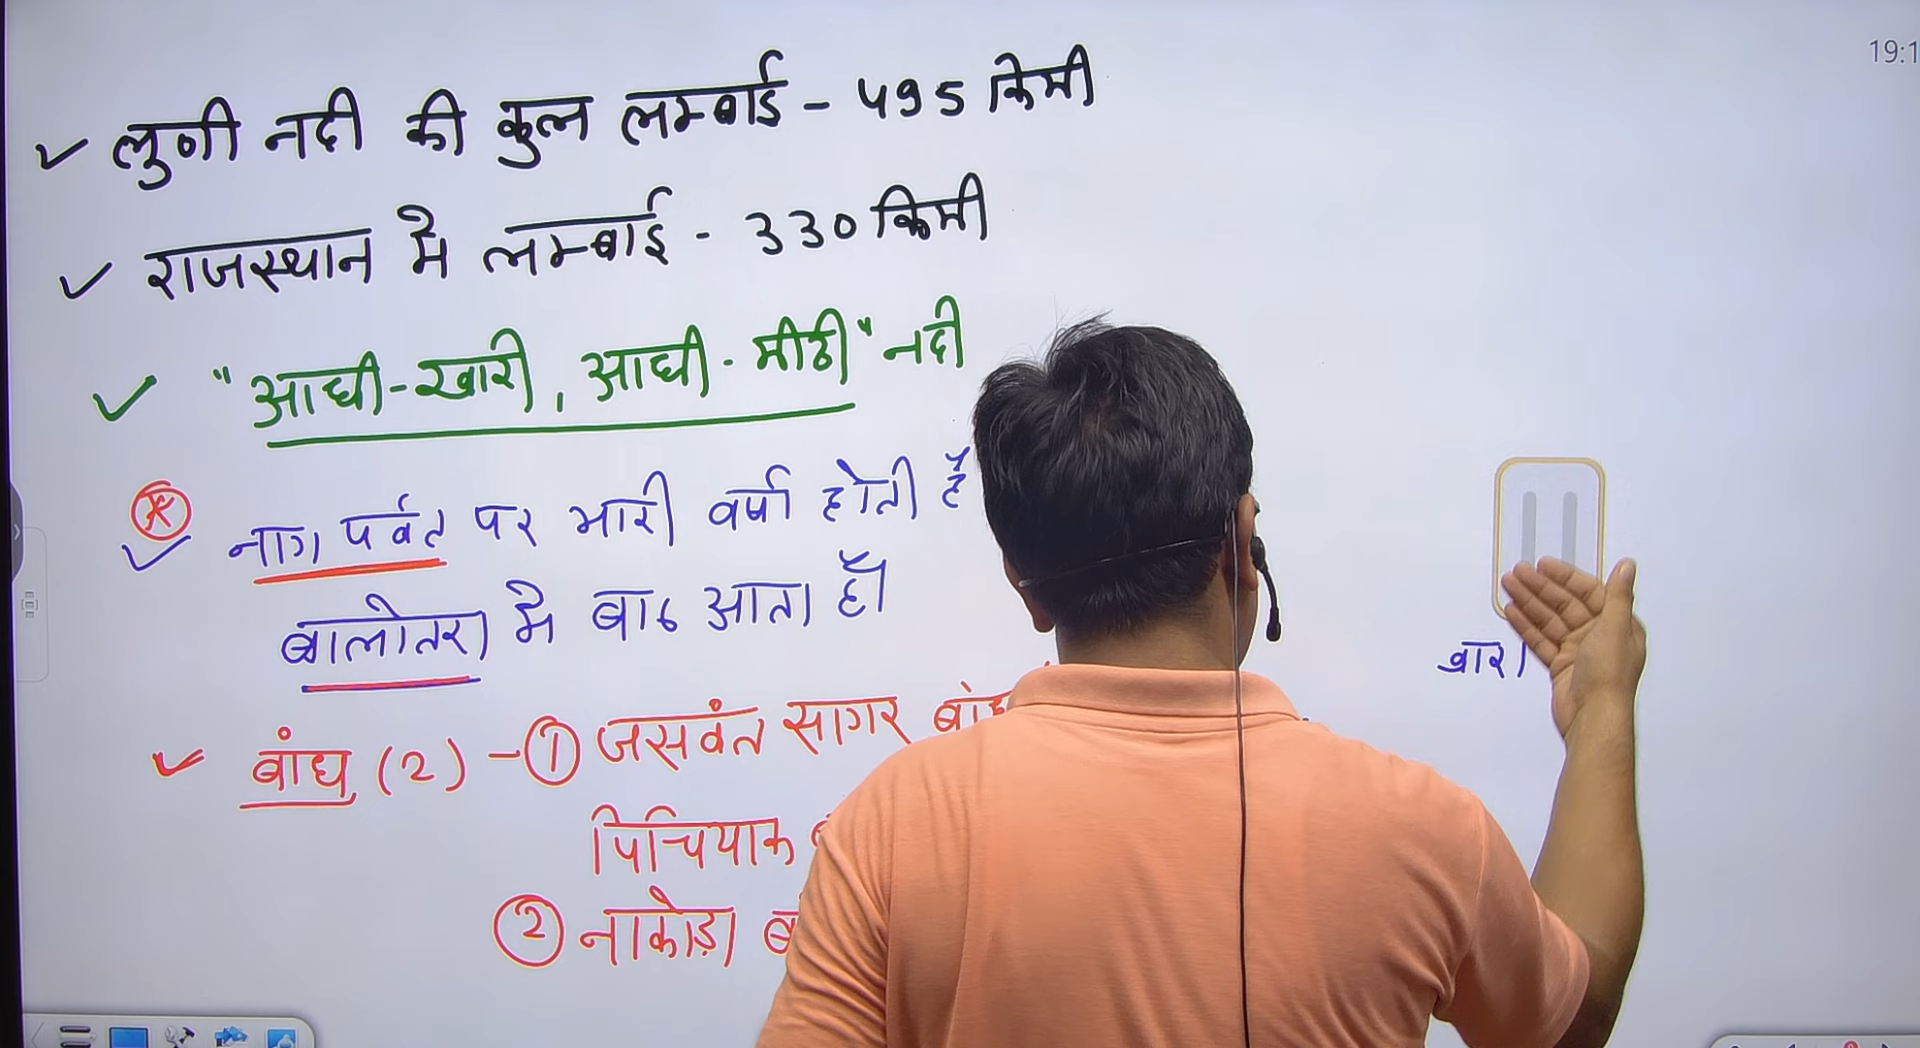 19:1
लुणी नदी की कुल लम्बाई - 495 किमी
राजस्थान मे लम्बाई - 330 किमी
"आधी-खारी, आधी-मीठी" नदी
नाग पर्वत पर भारी वर्षा होती है
बालोतरा मे बाढ आता है।
बांध (2) - ① जसवंत सागर बांध
पिचियाक
② नाकोड़ा